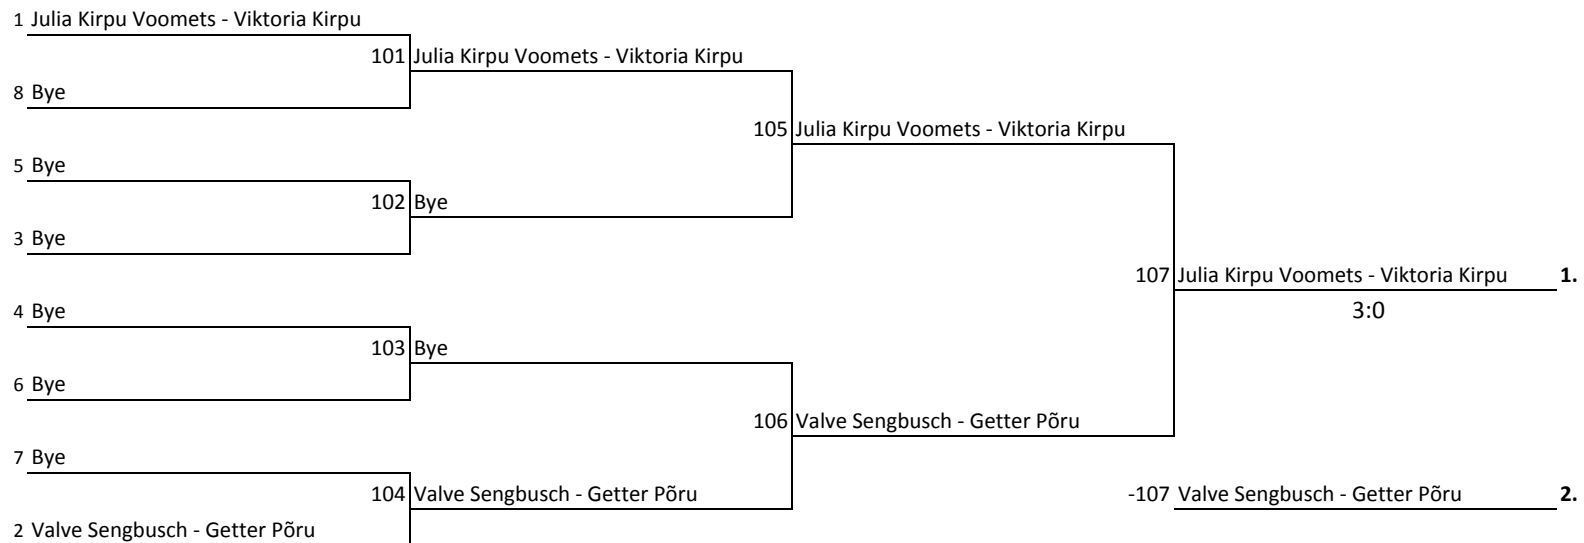 1 Julia Kirpu Voomets - Viktoria Kirpu
101 Julia Kirpu Voomets - Viktoria Kirpu
8 Bye
105 Julia Kirpu Voomets - Viktoria Kirpu
5 Bye
102 Bye
3 Bye
107 Julia Kirpu Voomets - Viktoria Kirpu 1.
4 Bye
3:0
103 Bye
6 Bye
106 Valve Sengbusch - Getter Põru
7 Bye
104 Valve Sengbusch - Getter Põru
-107 Valve Sengbusch - Getter Põru 2.
2 Valve Sengbusch - Getter Põru